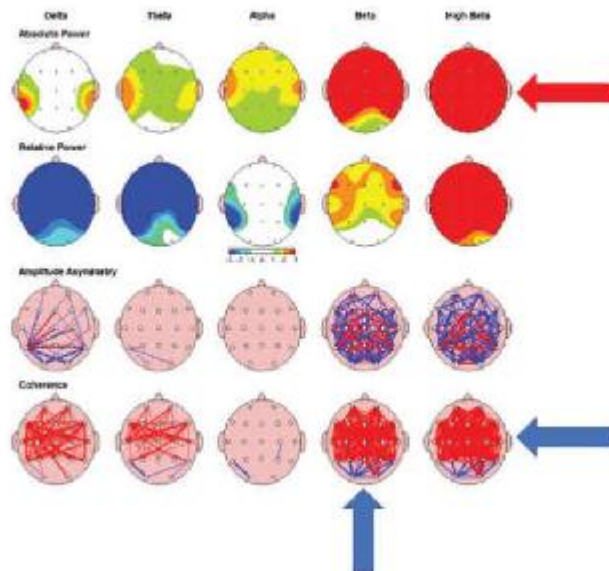 Delta Theta Alpha Beta High Beta
Absolute Power
Relative Power
Amplitude Asymmetry
Coherence